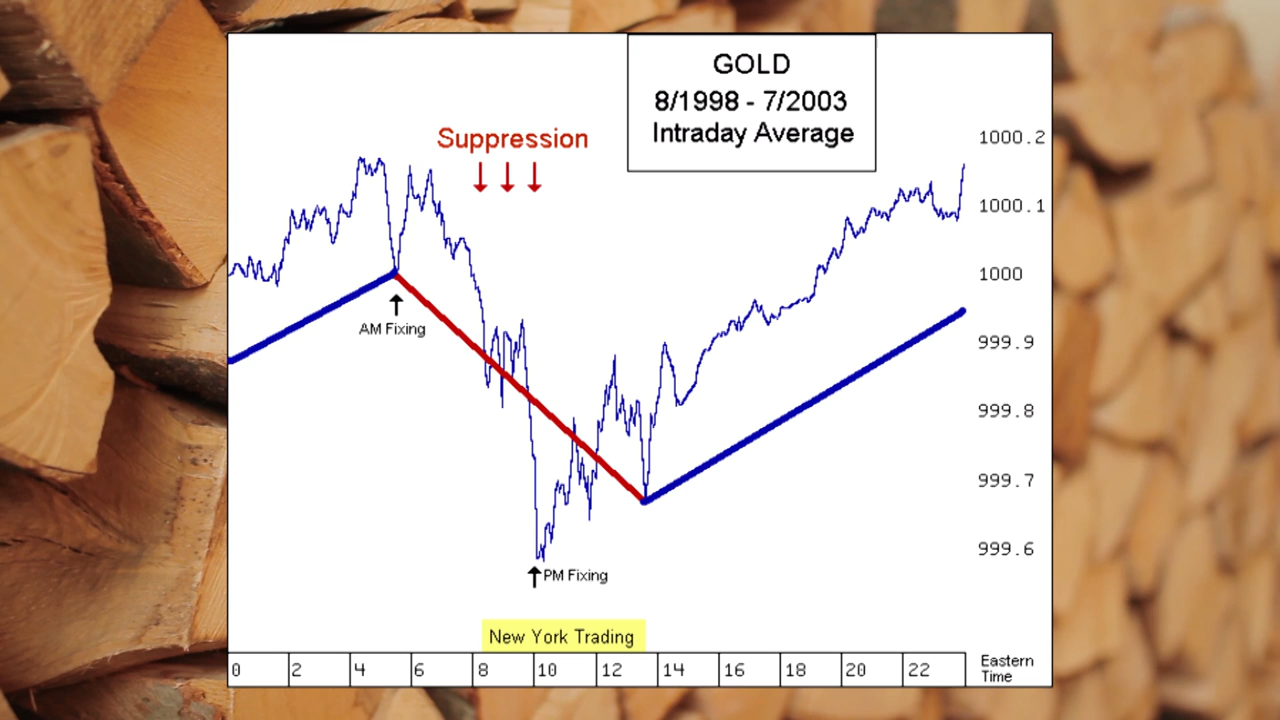 GOLD
8/1998 - 7/2003
Intraday Average
Suppression
1000.2
1000.1
1000
999.9
999.8
999.7
999.6
AM Fixing
PM Fixing
New York Trading
0 2 4 6 8 10 12 14 16 18 20 22
Eastern
Time